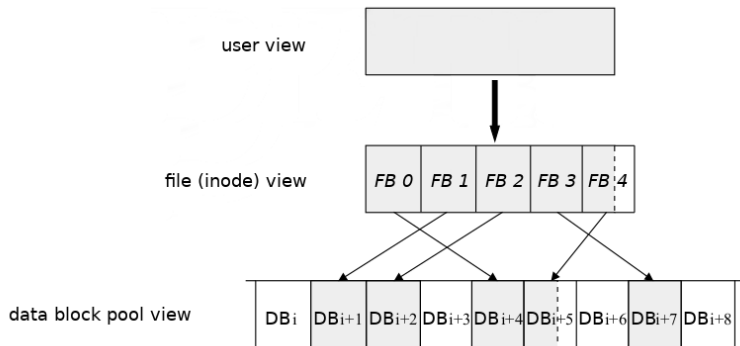 user view
file (inode) view
FB 0 FB 1 FB 2 FB 3 FB 4
data block pool view
DBi DBi+1 DBi+2 DBi+3 DBi+4 DBi+5 DBi+6 DBi+7 DBi+8